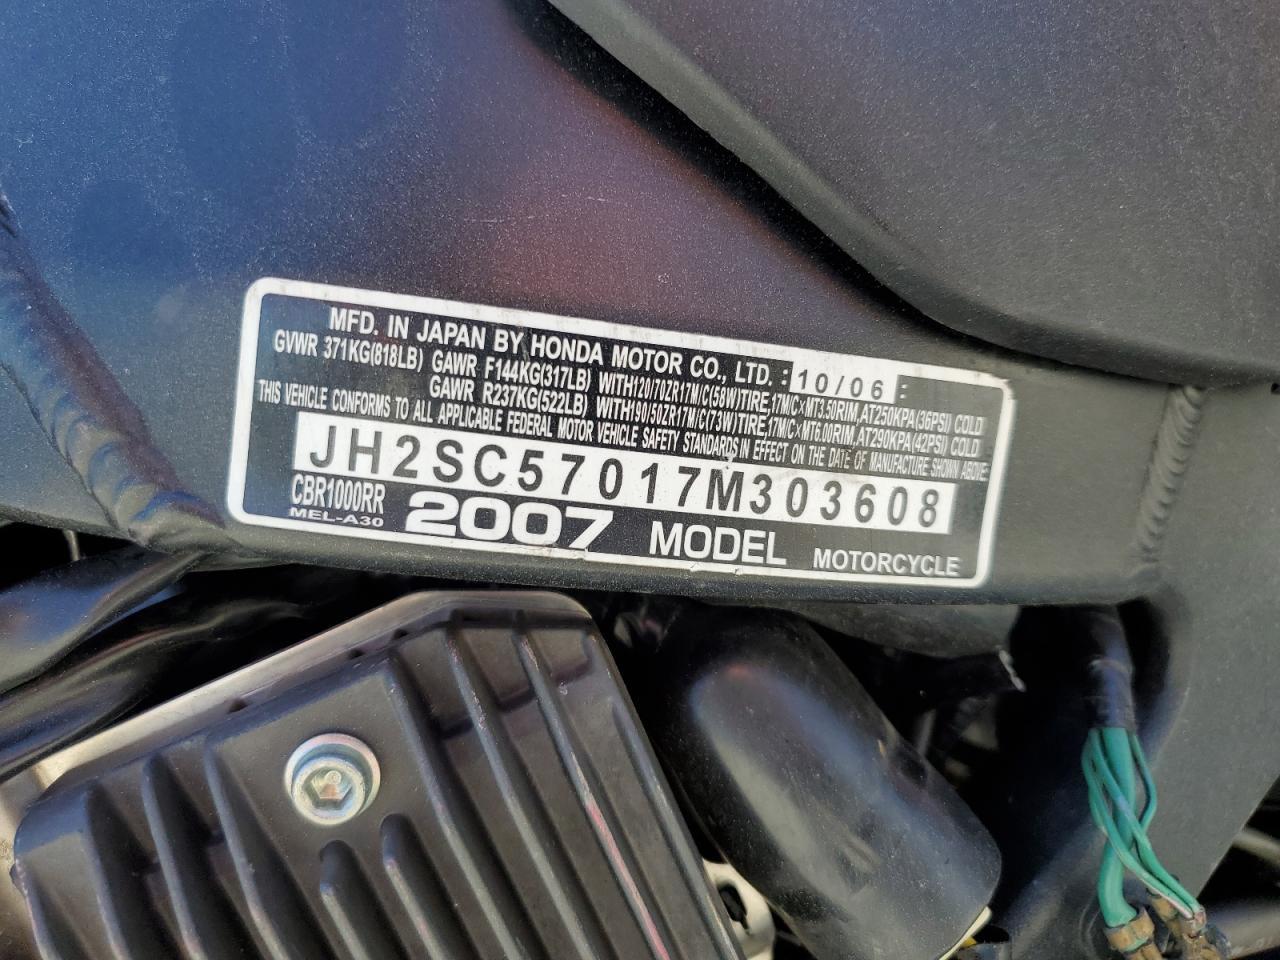 MFD. IN JAPAN BY HONDA MOTOR CO., LTD. : 10/06 :
GVWR 371KG(818LB) GAWR F144KG(317LB) WITH120/70ZR17M/C(58W)TIRE,17M/C×MT3.50RIM,AT250KPA(36PSI) COLD
GAWR R237KG(522LB) WITH190/50ZR17M/C(73W)TIRE,17M/C×MT6.00RIM,AT290KPA(42PSI) COLD
THIS VEHICLE CONFORMS TO ALL APPLICABLE FEDERAL MOTOR VEHICLE SAFETY STANDARDS IN EFFECT ON THE DATE OF MANUFACTURE SHOWN ABOVE:
JH2SC57017M303608
CBR1000RR 2007 MODEL MOTORCYCLE
MEL-A30